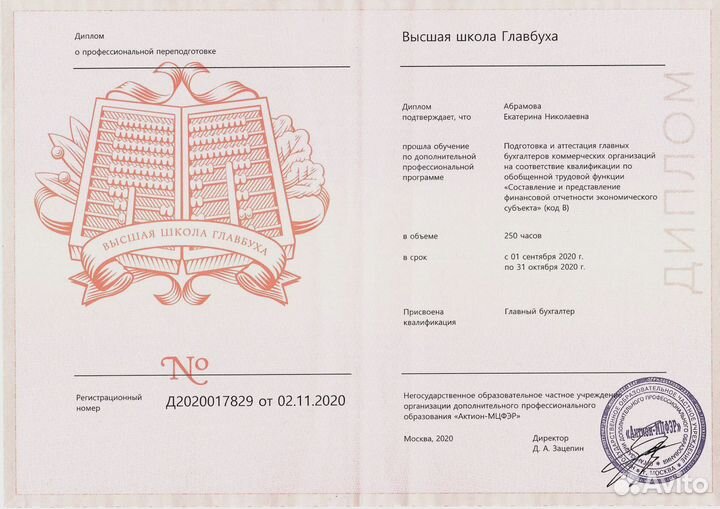 Диплом
о профессиональной переподготовке
ВЫСШАЯ ШКОЛА ГЛАВБУХА
№
Регистрационный
номер
Д2020017829 от 02.11.2020
Высшая школа Главбуха
Диплом
подтверждает, что
Абрамова
Екатерина Николаевна
прошла обучение
по дополнительной
профессиональной
программе
Подготовка и аттестация главных
бухгалтеров коммерческих организаций
на соответствие квалификации по
обобщенной трудовой функции
«Составление и представление
финансовой отчетности экономического
субъекта» (код В)
в объеме
250 часов
в срок
с 01 сентября 2020 г.
по 31 октября 2020 г.
Присвоена
квалификация
Главный бухгалтер
Негосударственное образовательное частное учреждение
организации дополнительного профессионального
образования «Актион-МЦФЭР»
Москва, 2020
Директор
Д. А. Зацепин
ДИПЛОМ
«Актион-МЦФЭР»
МОСКВА
Avito